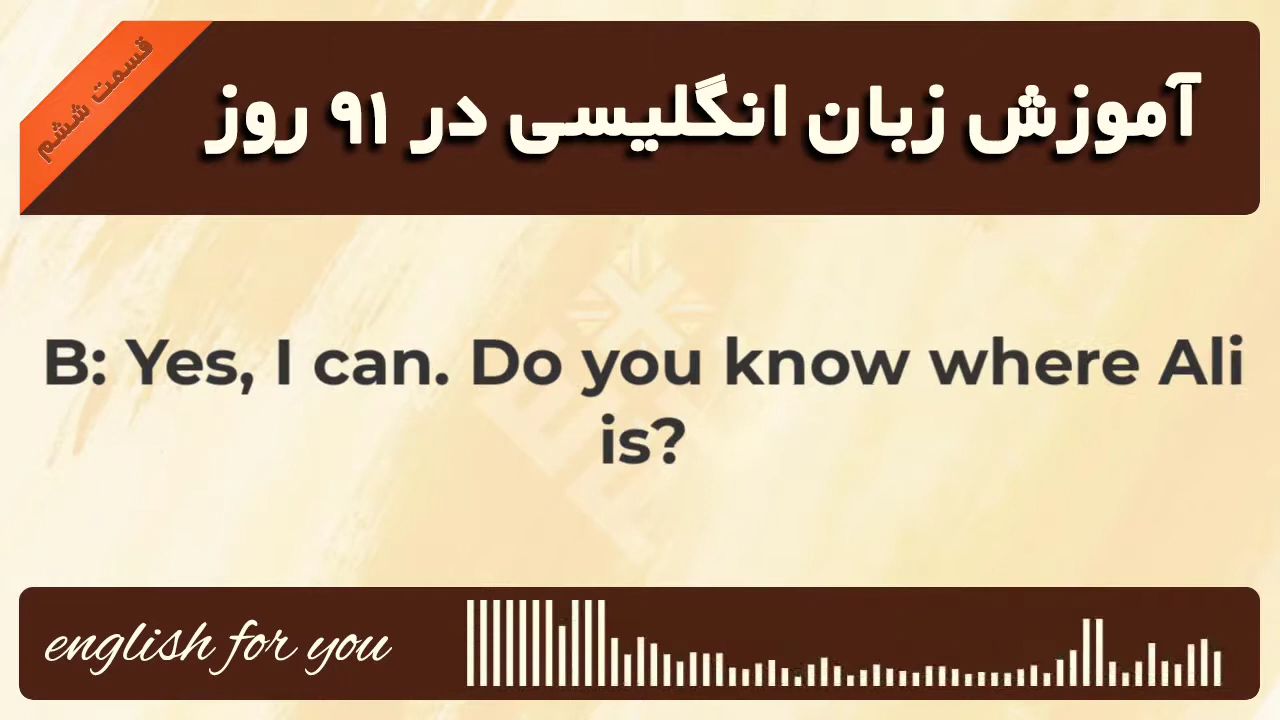 قسمت ششم
آموزش زبان انگلیسی در ۹۱ روز
B: Yes, I can. Do you know where Ali
is?
english for you